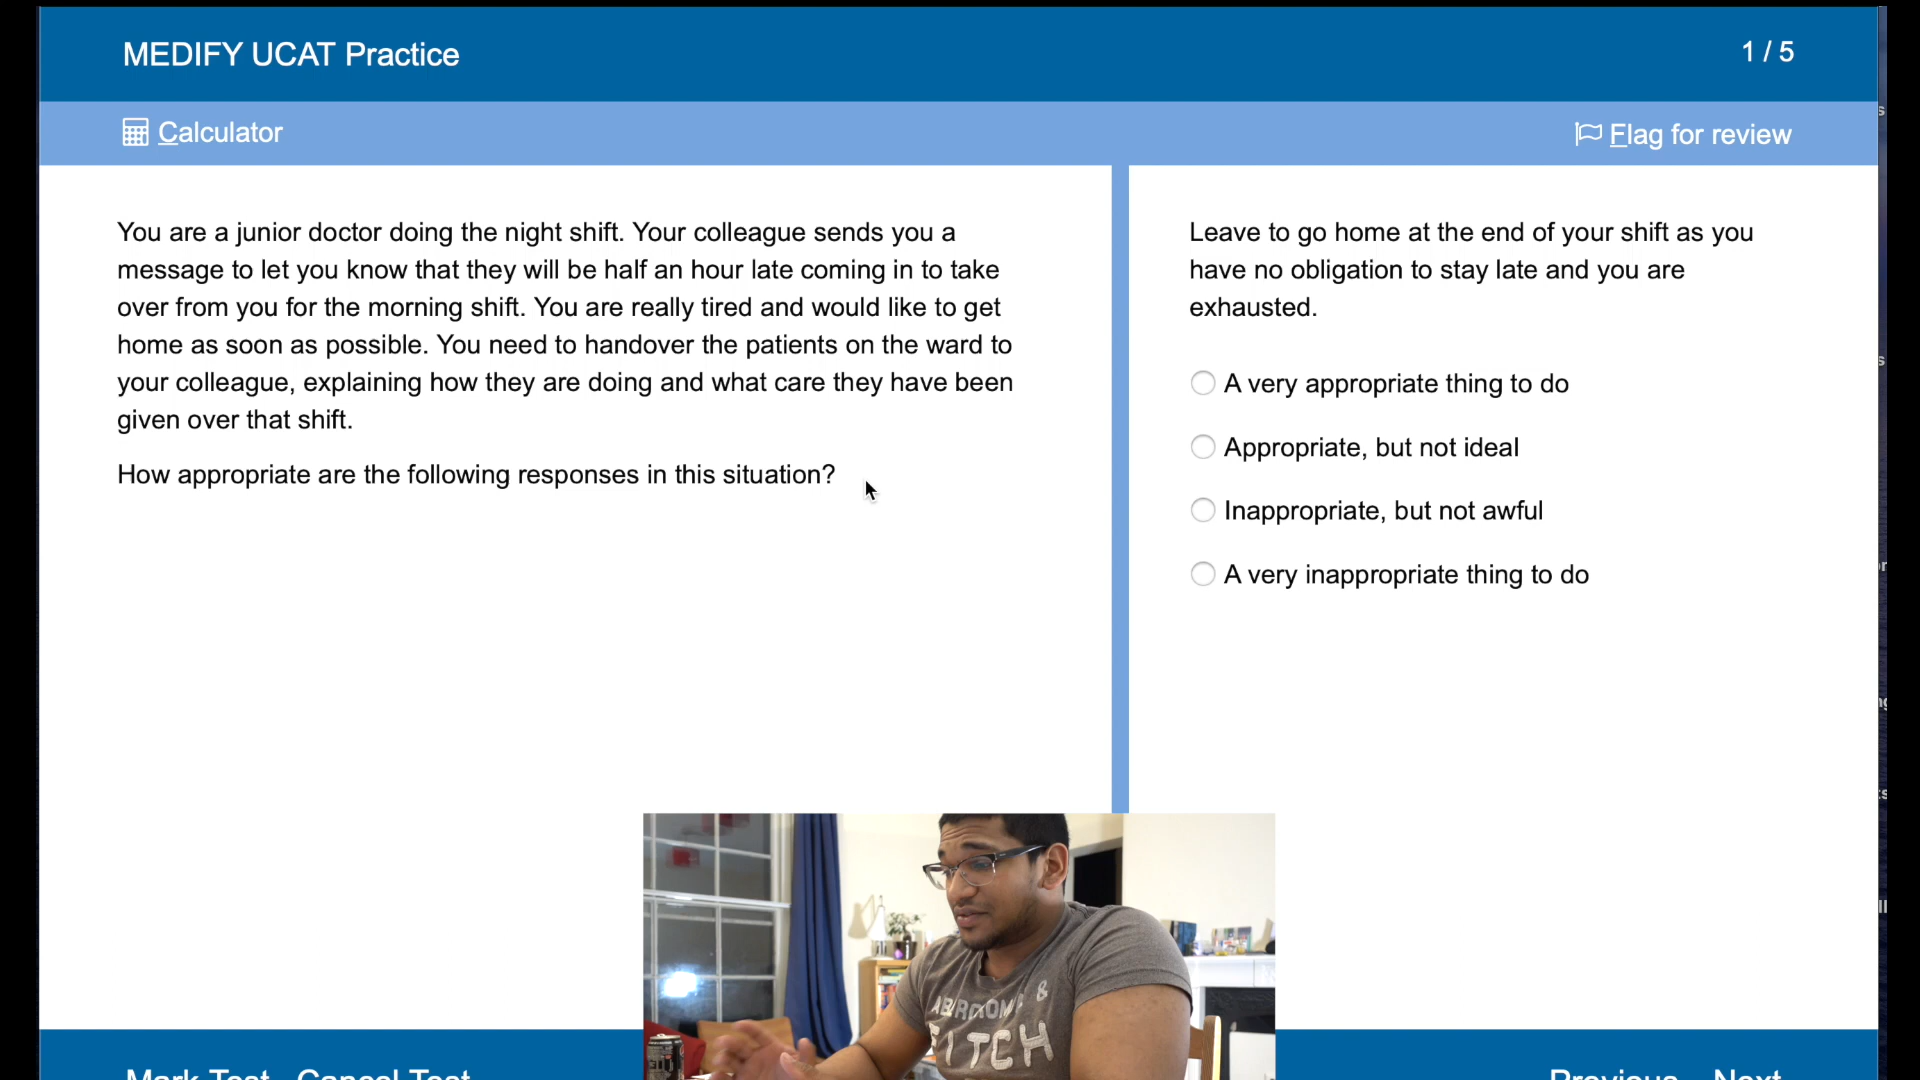 MEDIFY UCAT Practice
1 / 5
Calculator
Flag for review
You are a junior doctor doing the night shift. Your colleague sends you a
message to let you know that they will be half an hour late coming in to take
over from you for the morning shift. You are really tired and would like to get
home as soon as possible. You need to handover the patients on the ward to
your colleague, explaining how they are doing and what care they have been
given over that shift.
How appropriate are the following responses in this situation?
Leave to go home at the end of your shift as you
have no obligation to stay late and you are
exhausted.
A very appropriate thing to do
Appropriate, but not ideal
Inappropriate, but not awful
A very inappropriate thing to do
&
FITCH
Mark Test
Cancel Test
Previous
Next